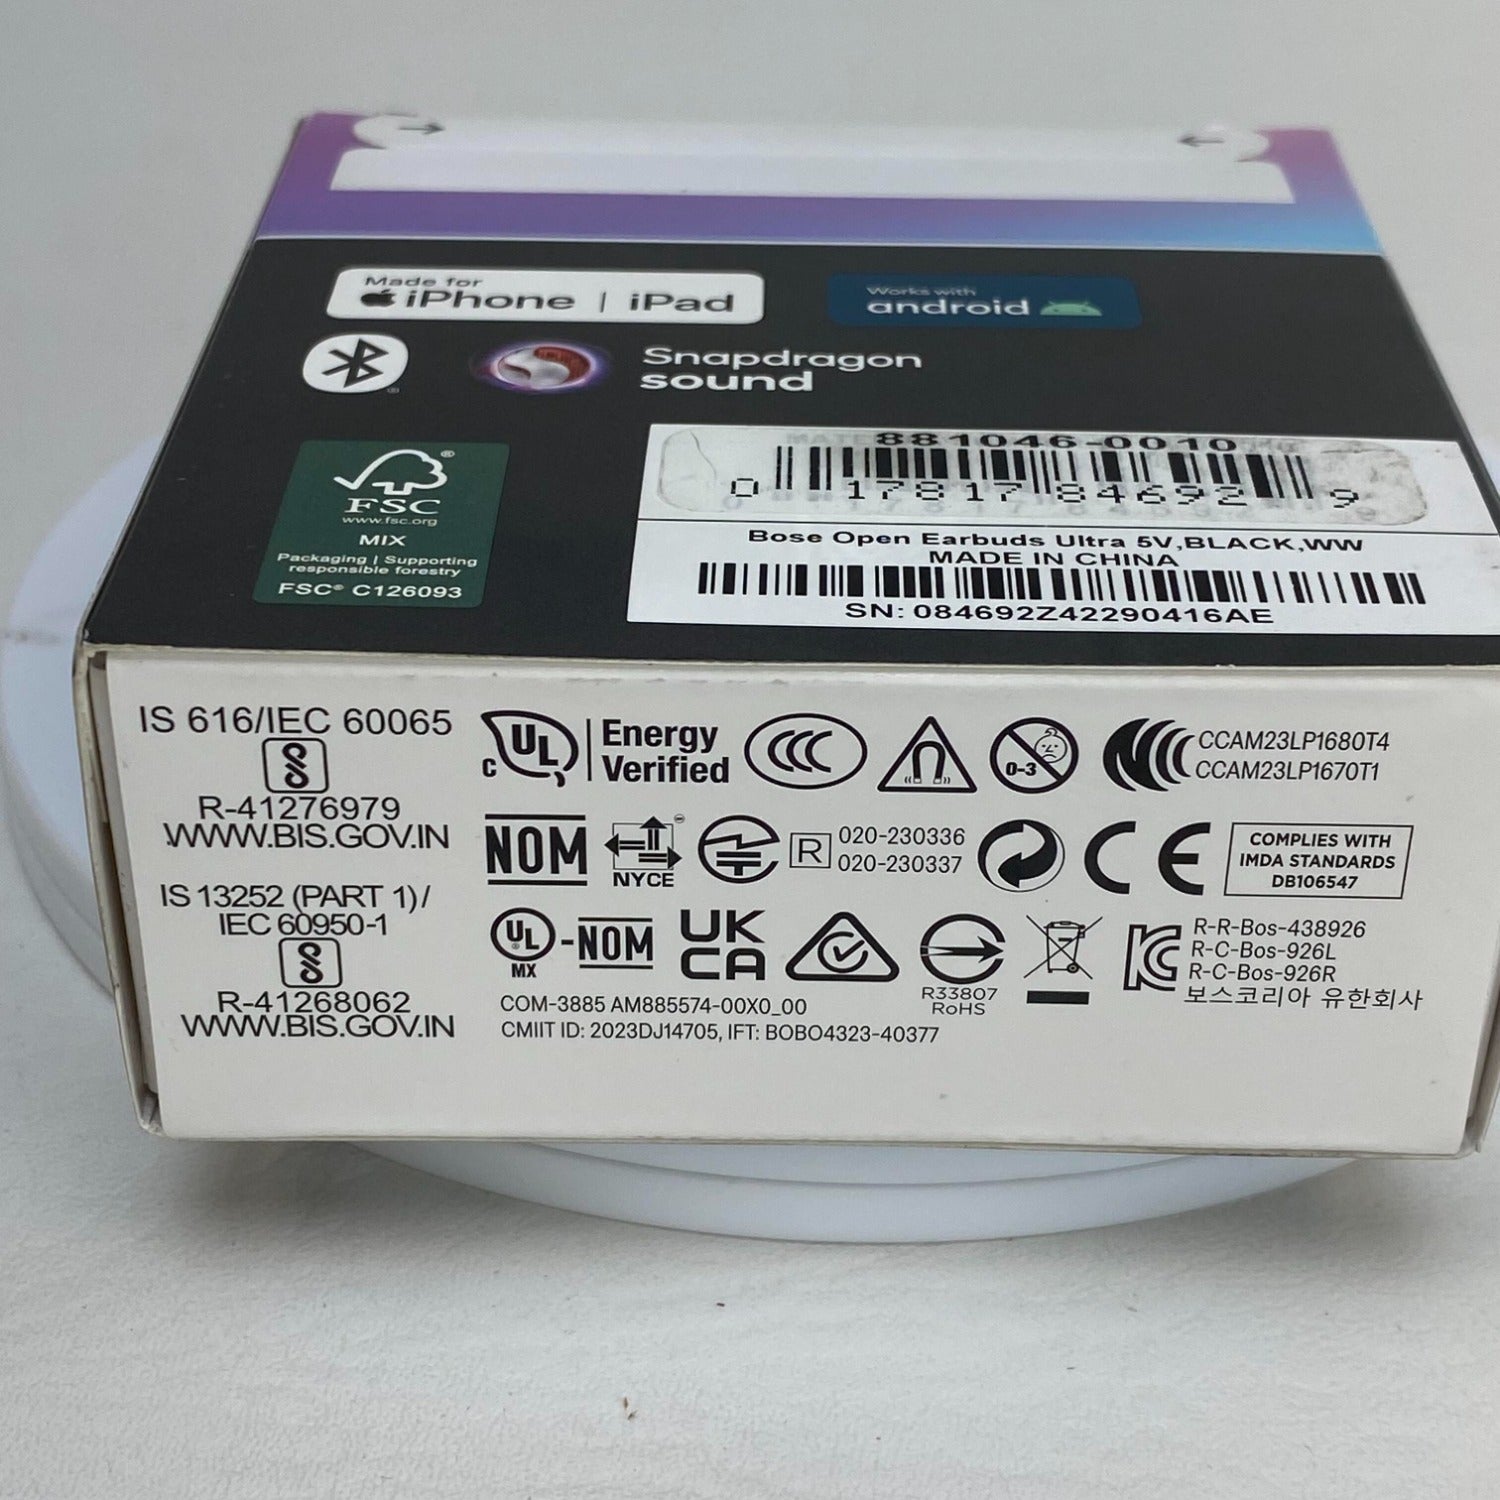 Made for
iPhone | iPad
Works with
android
Snapdragon
sound
FSC
www.fsc.org
MIX
Packaging | Supporting
responsible forestry
FSC® C126093
881046-0010
0 17817 84692 9
Bose Open Earbuds Ultra 5V,BLACK,WW
MADE IN CHINA
SN: 084692Z42290416AE
IS 616/IEC 60065
R-41276979
WWW.BIS.GOV.IN
IS 13252 (PART 1)/
IEC 60950-1
R-41268062
WWW.BIS.GOV.IN
C UL Energy
Verified
CCC
0-3
CCAM23LP1680T4
CCAM23LP1670T1
NOM
NYCE
R 020-230336
020-230337
CE
COMPLIES WITH
IMDA STANDARDS
DB106547
UL
MX
-NOM
UK
CA
R33807
RoHS
KC
R-R-Bos-438926
R-C-Bos-926L
R-C-Bos-926R
보스코리아 유한회사
COM-3885 AM885574-00X0_00
CMIIT ID: 2023DJ14705, IFT: BOBO4323-40377